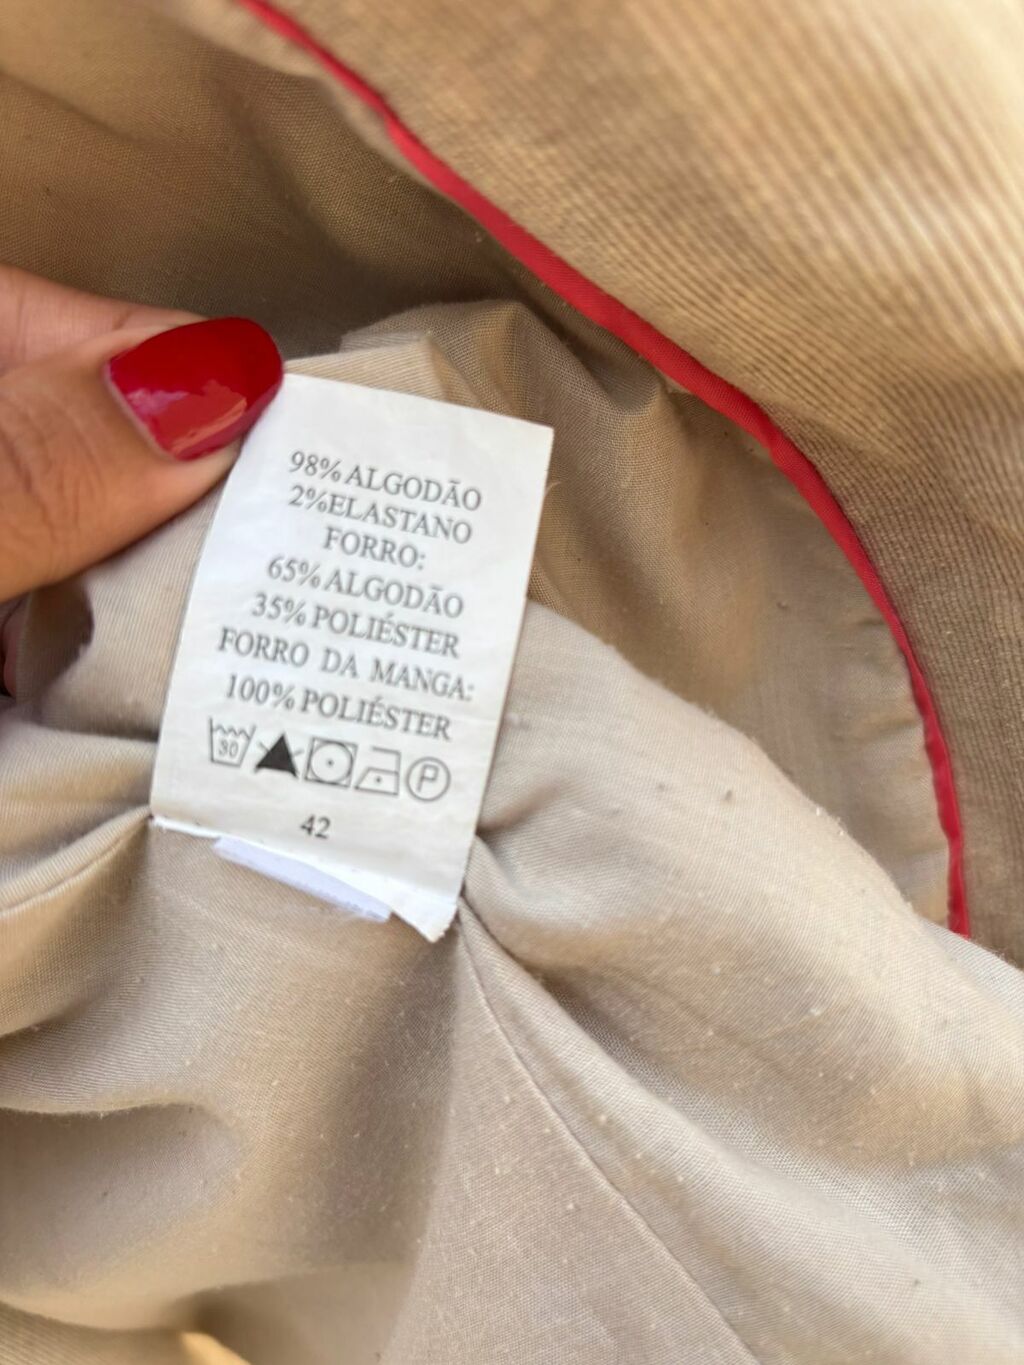 98% ALGODÃO
2%ELASTANO
FORRO:
65% ALGODÃO
35% POLIÉSTER
FORRO DA MANGA:
100% POLIÉSTER
30 P
42